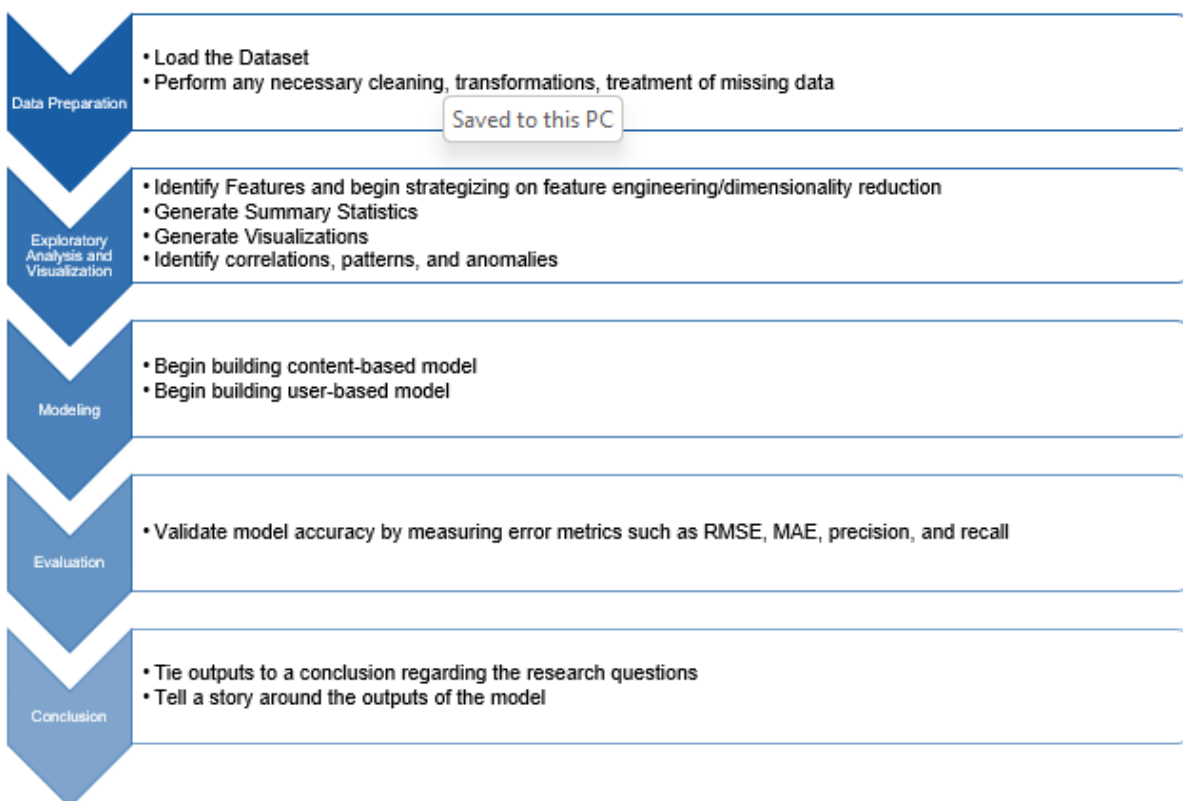 • Load the Dataset
• Perform any necessary cleaning, transformations, treatment of missing data
Data Preparation
Saved to this PC
• Identify Features and begin strategizing on feature engineering/dimensionality reduction
• Generate Summary Statistics
• Generate Visualizations
• Identify correlations, patterns, and anomalies
Exploratory
Analysis and
Visualization
• Begin building content-based model
• Begin building user-based model
Modeling
• Validate model accuracy by measuring error metrics such as RMSE, MAE, precision, and recall
Evaluation
• Tie outputs to a conclusion regarding the research questions
• Tell a story around the outputs of the model
Conclusion